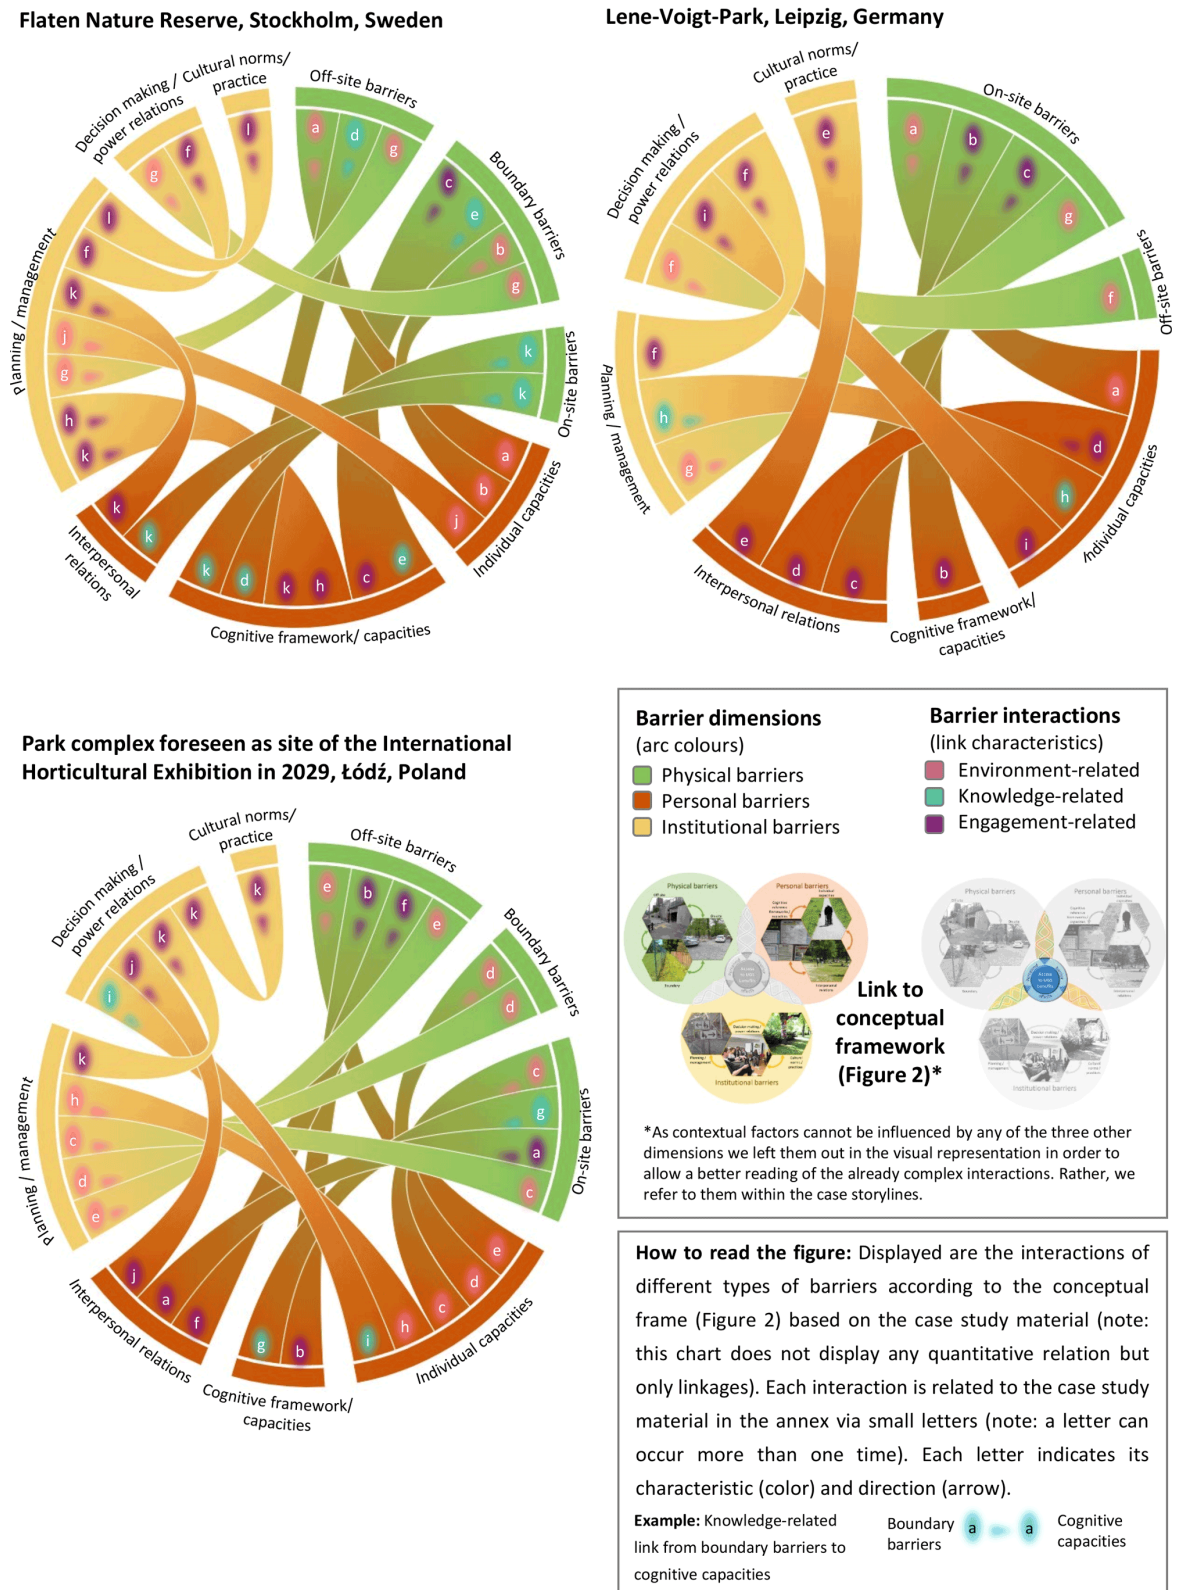 Flaten Nature Reserve, Stockholm, Sweden
Decision making /
power relations
Cultural norms/
practice
Off-site barriers
Boundary barriers
On-site barriers
Individual capacities
Cognitive framework/ capacities
Interpersonal
relations
Planning / management
g
f
l
a
d
g
c
e
b
g
k
k
a
b
j
e
c
h
k
d
k
k
k
k
h
g
j
k
f
l
Lene-Voigt-Park, Leipzig, Germany
Cultural norms/
practice
Decision making /
power relations
On-site barriers
Off-site barriers
Individual capacities
Cognitive framework/
capacities
Interpersonal relations
Planning / management
e
a
b
c
g
f
a
d
h
i
b
c
d
e
g
h
f
f
i
f
Park complex foreseen as site of the International
Horticultural Exhibition in 2029, Łódź, Poland
Cultural norms/
practice
Decision making /
power relations
Off-site barriers
Boundary barriers
On-site barriers
Individual capacities
Cognitive framework/
capacities
Interpersonal relations
Planning / management
k
e
b
f
e
d
d
c
g
a
c
e
d
c
h
i
b
g
f
a
j
e
d
c
h
k
i
j
k
k
Barrier dimensions
(arc colours)
Physical barriers
Personal barriers
Institutional barriers
Barrier interactions
(link characteristics)
Environment-related
Knowledge-related
Engagement-related
Physical barriers
Personal barriers
Institutional barriers
Link to
conceptual
framework
(Figure 2)*
Physical barriers
Personal barriers
Institutional barriers
*As contextual factors cannot be influenced by any of the three other
dimensions we left them out in the visual representation in order to
allow a better reading of the already complex interactions. Rather, we
refer to them within the case storylines.
How to read the figure: Displayed are the interactions of
different types of barriers according to the conceptual
frame (Figure 2) based on the case study material (note:
this chart does not display any quantitative relation but
only linkages). Each interaction is related to the case study
material in the annex via small letters (note: a letter can
occur more than one time). Each letter indicates its
characteristic (color) and direction (arrow).
Example: Knowledge-related
link from boundary barriers to
cognitive capacities
Boundary
barriers
a
a
Cognitive
capacities